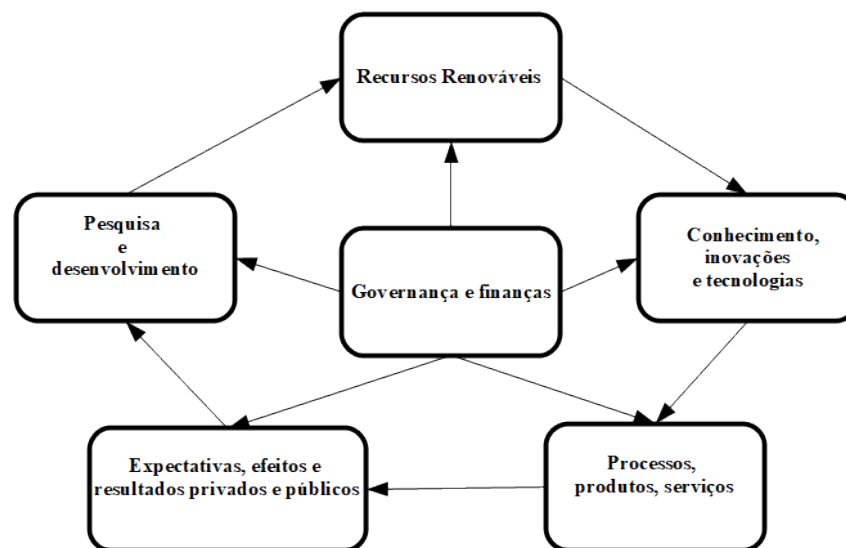 Recursos Renováveis
Pesquisa
e
desenvolvimento
Conhecimento,
inovações
e tecnologias
Governança e finanças
Expectativas, efeitos e
resultados privados e públicos
Processos,
produtos, serviços